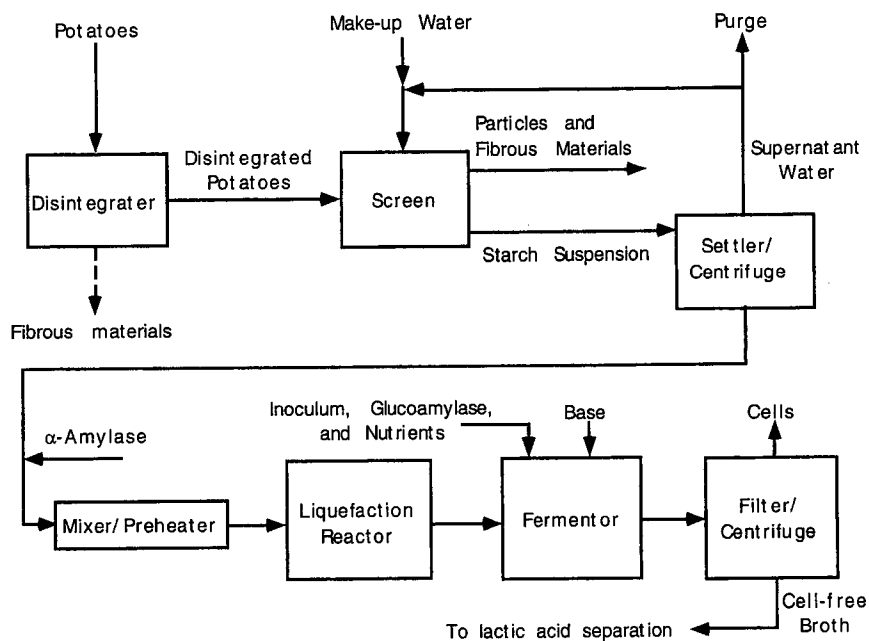 Potatoes
Make-up Water
Purge
Disintegrater
Disintegrated
Potatoes
Screen
Particles and
Fibrous Materials
Supernatant
Water
Starch Suspension
Settler/
Centrifuge
Fibrous materials
α-Amylase
Inoculum, Glucoamylase,
and Nutrients
Base
Cells
Mixer/Preheater
Liquefaction
Reactor
Fermentor
Filter/
Centrifuge
Cell-free
Broth
To lactic acid separation